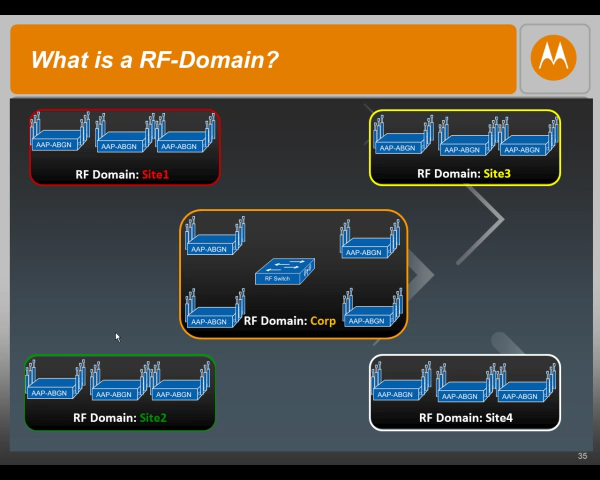 What is a RF-Domain?
AAP-ABGN AAP-ABGN AAP-ABGN
RF Domain: Site1
AAP-ABGN AAP-ABGN AAP-ABGN
RF Domain: Site3
AAP-ABGN AAP-ABGN
RF Switch
AAP-ABGN RF Domain: Corp AAP-ABGN
AAP-ABGN AAP-ABGN AAP-ABGN
RF Domain: Site2
AAP-ABGN AAP-ABGN AAP-ABGN
RF Domain: Site4
35